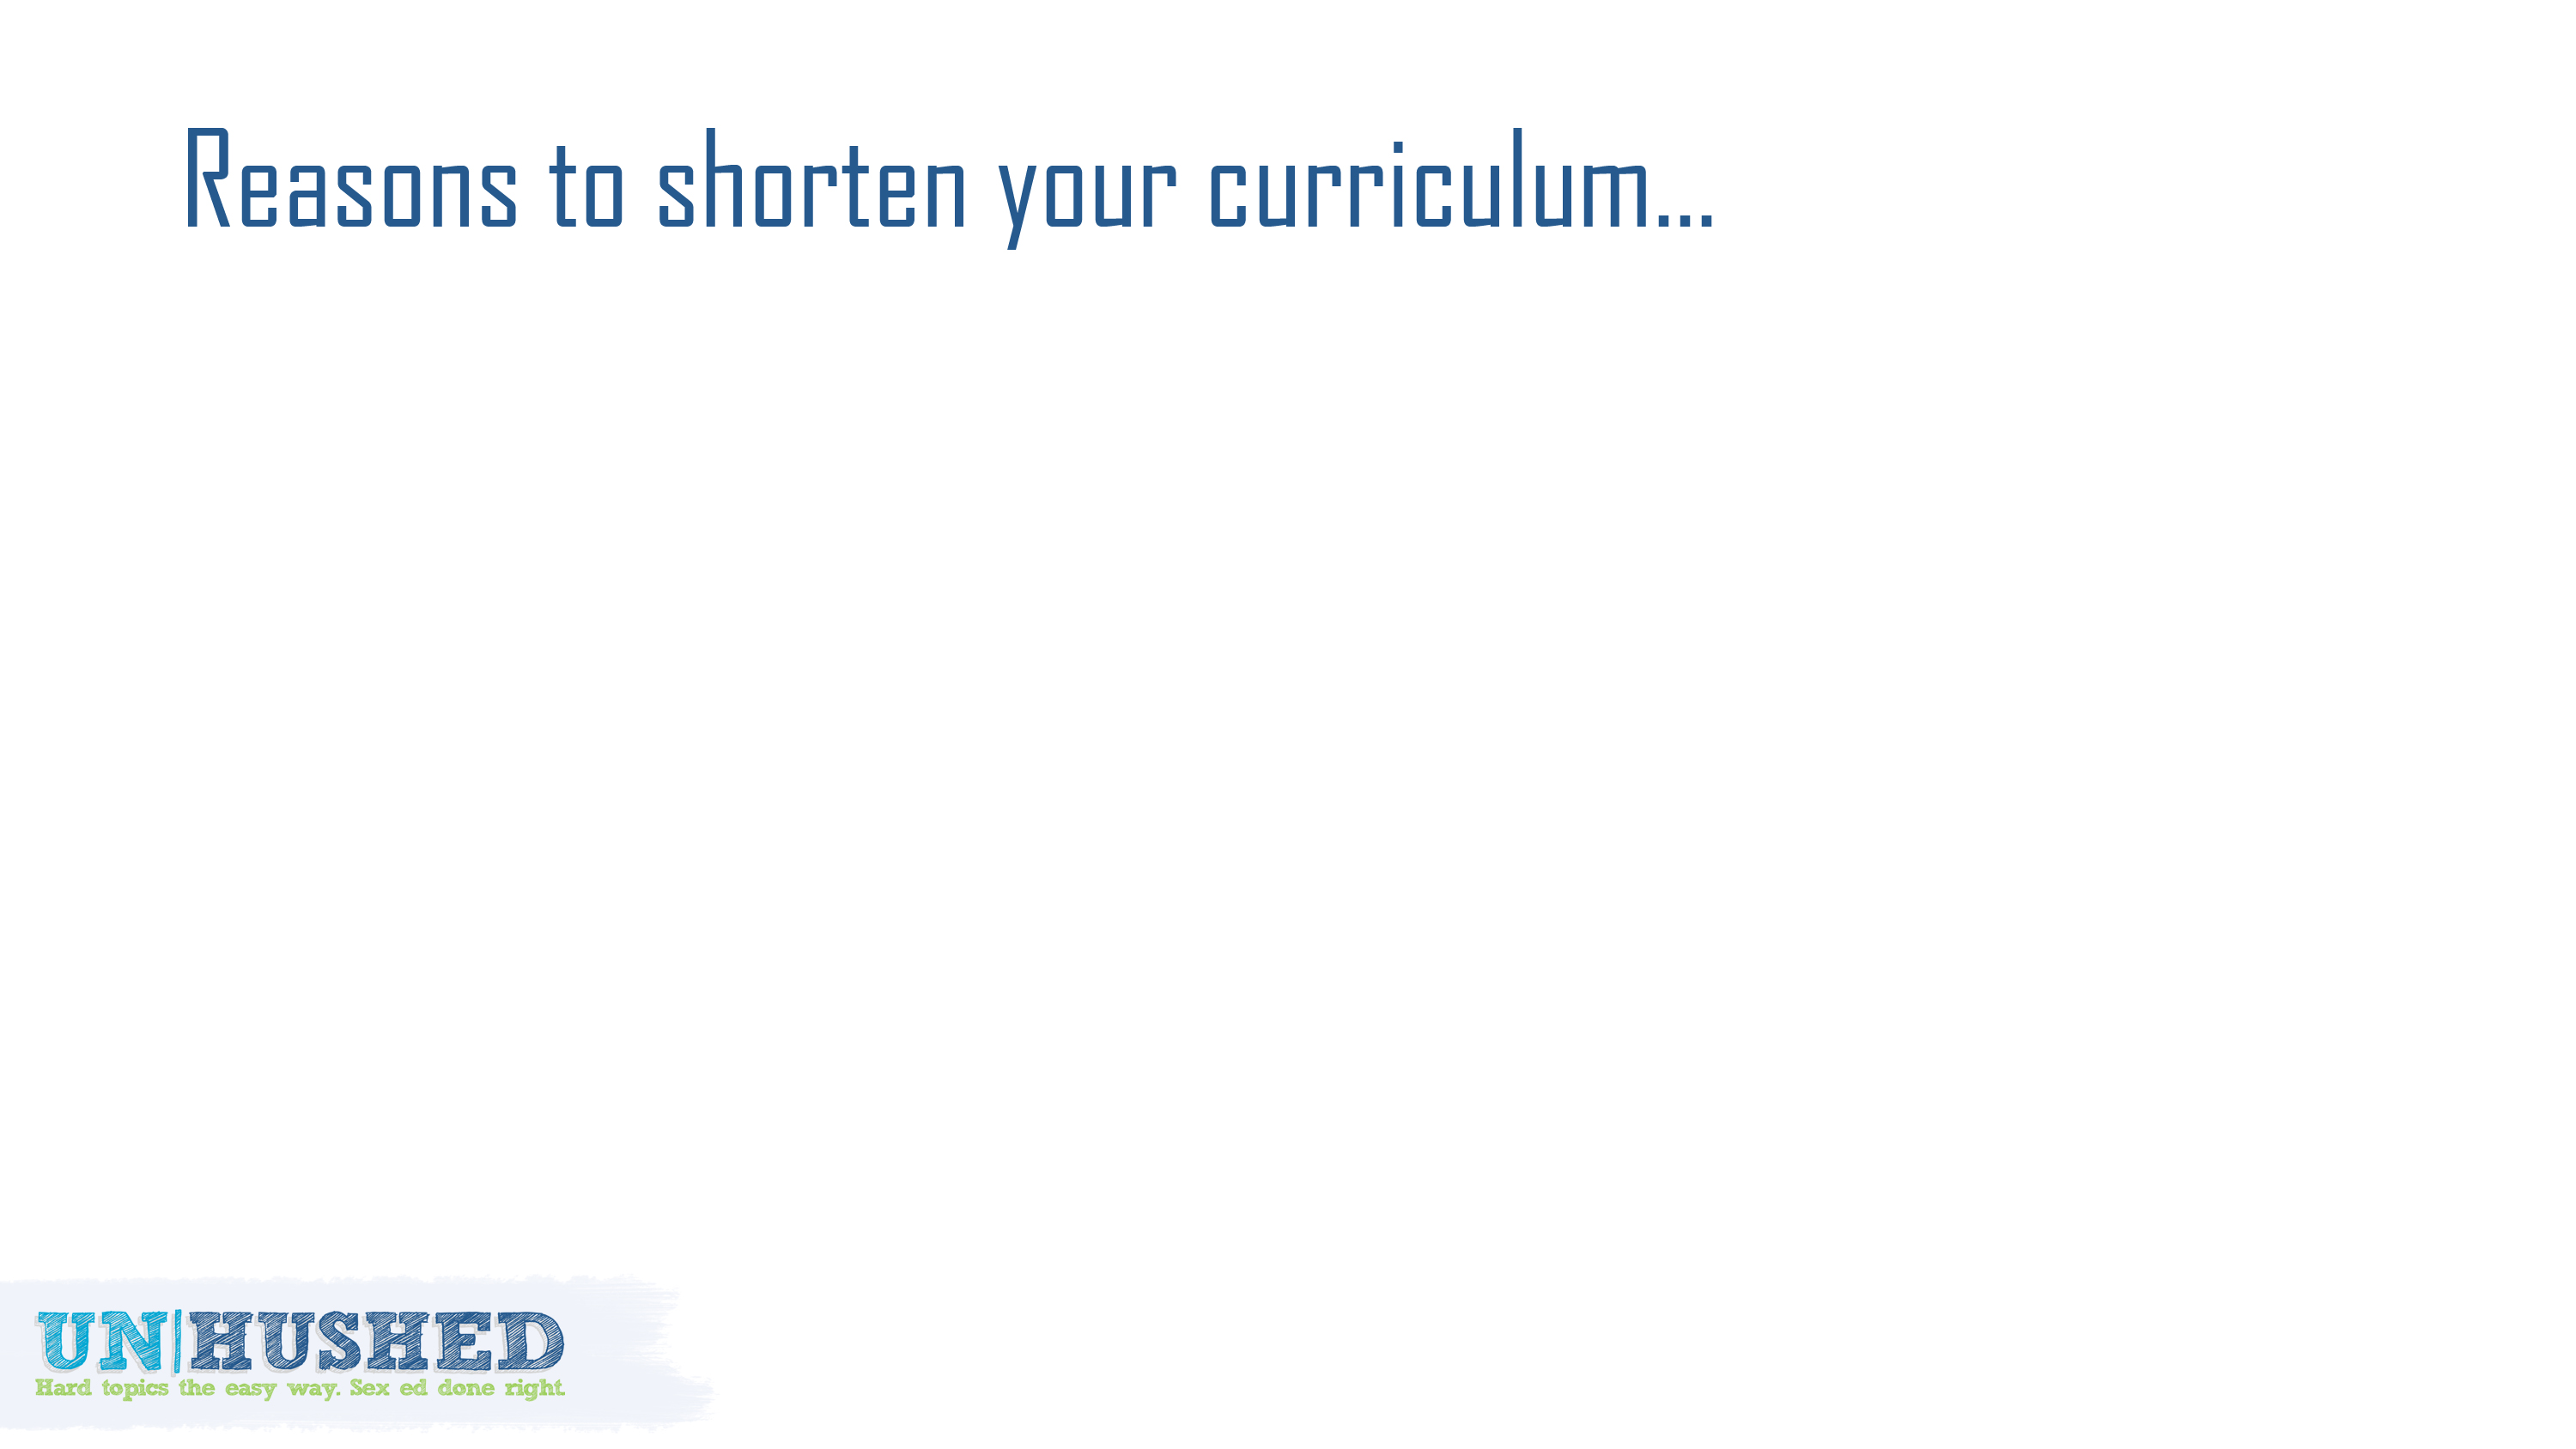 Reasons to shorten your curriculum...
UN|HUSHED
Hard topics the easy way. Sex ed done right.